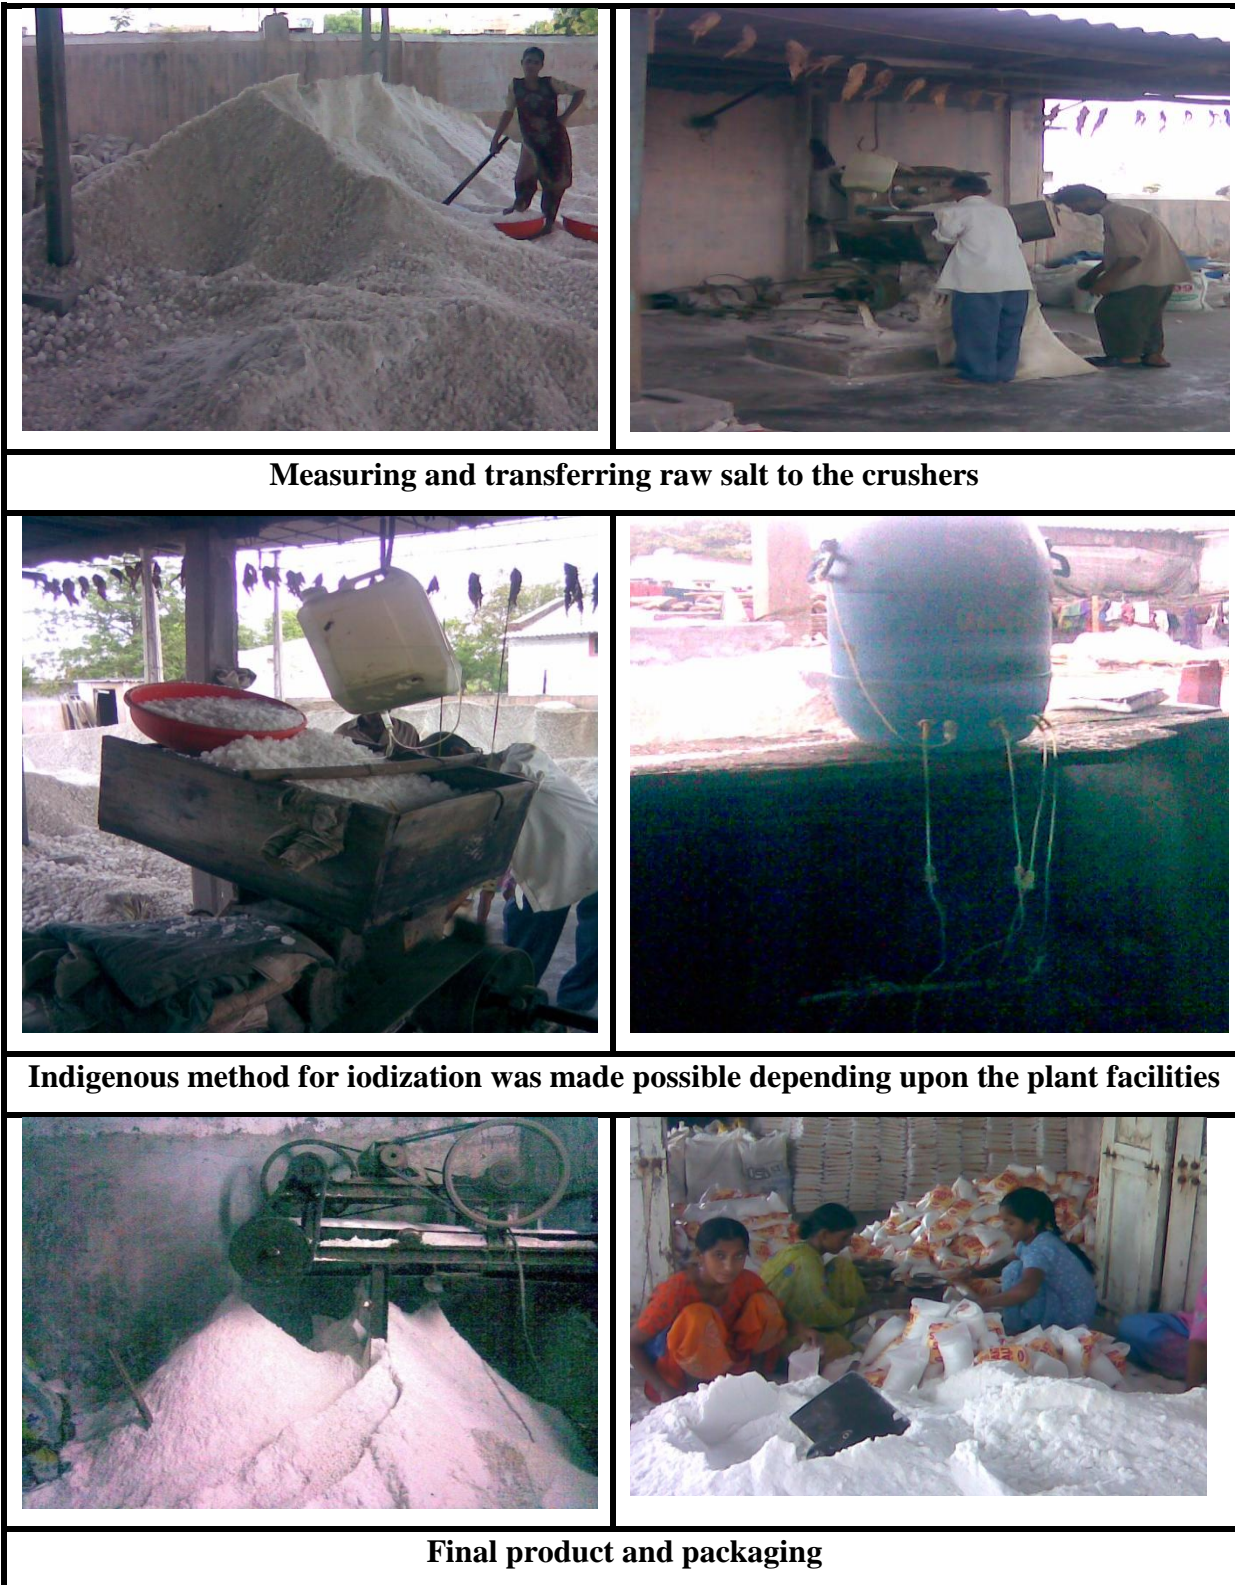 Measuring and transferring raw salt to the crushers
Indigenous method for iodization was made possible depending upon the plant facilities
Final product and packaging